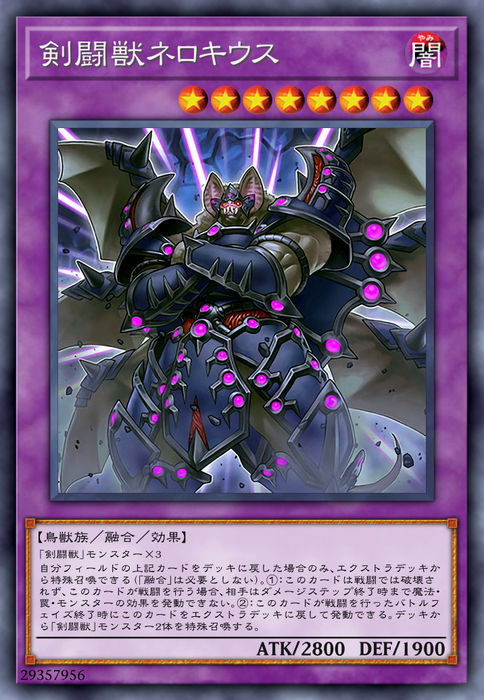 剣闘獣ネロキウス
やみ
闇
【鳥獣族／融合／効果】
「剣闘獣」モンスター×3
自分フィールドの上記カードをデッキに戻した場合のみ、エクストラデッキか
ら特殊召喚できる(「融合」は必要としない)。①：このカードは戦闘では破壊さ
れず、このカードが戦闘を行う場合、相手はダメージステップ終了時まで魔法・
罠・モンスターの効果を発動できない。②：このカードが戦闘を行ったバトルフ
ェイズ終了時にこのカードをエクストラデッキに戻して発動できる。デッキか
ら「剣闘獣」モンスター2体を特殊召喚する。
ATK/2800 DEF/1900
29357956